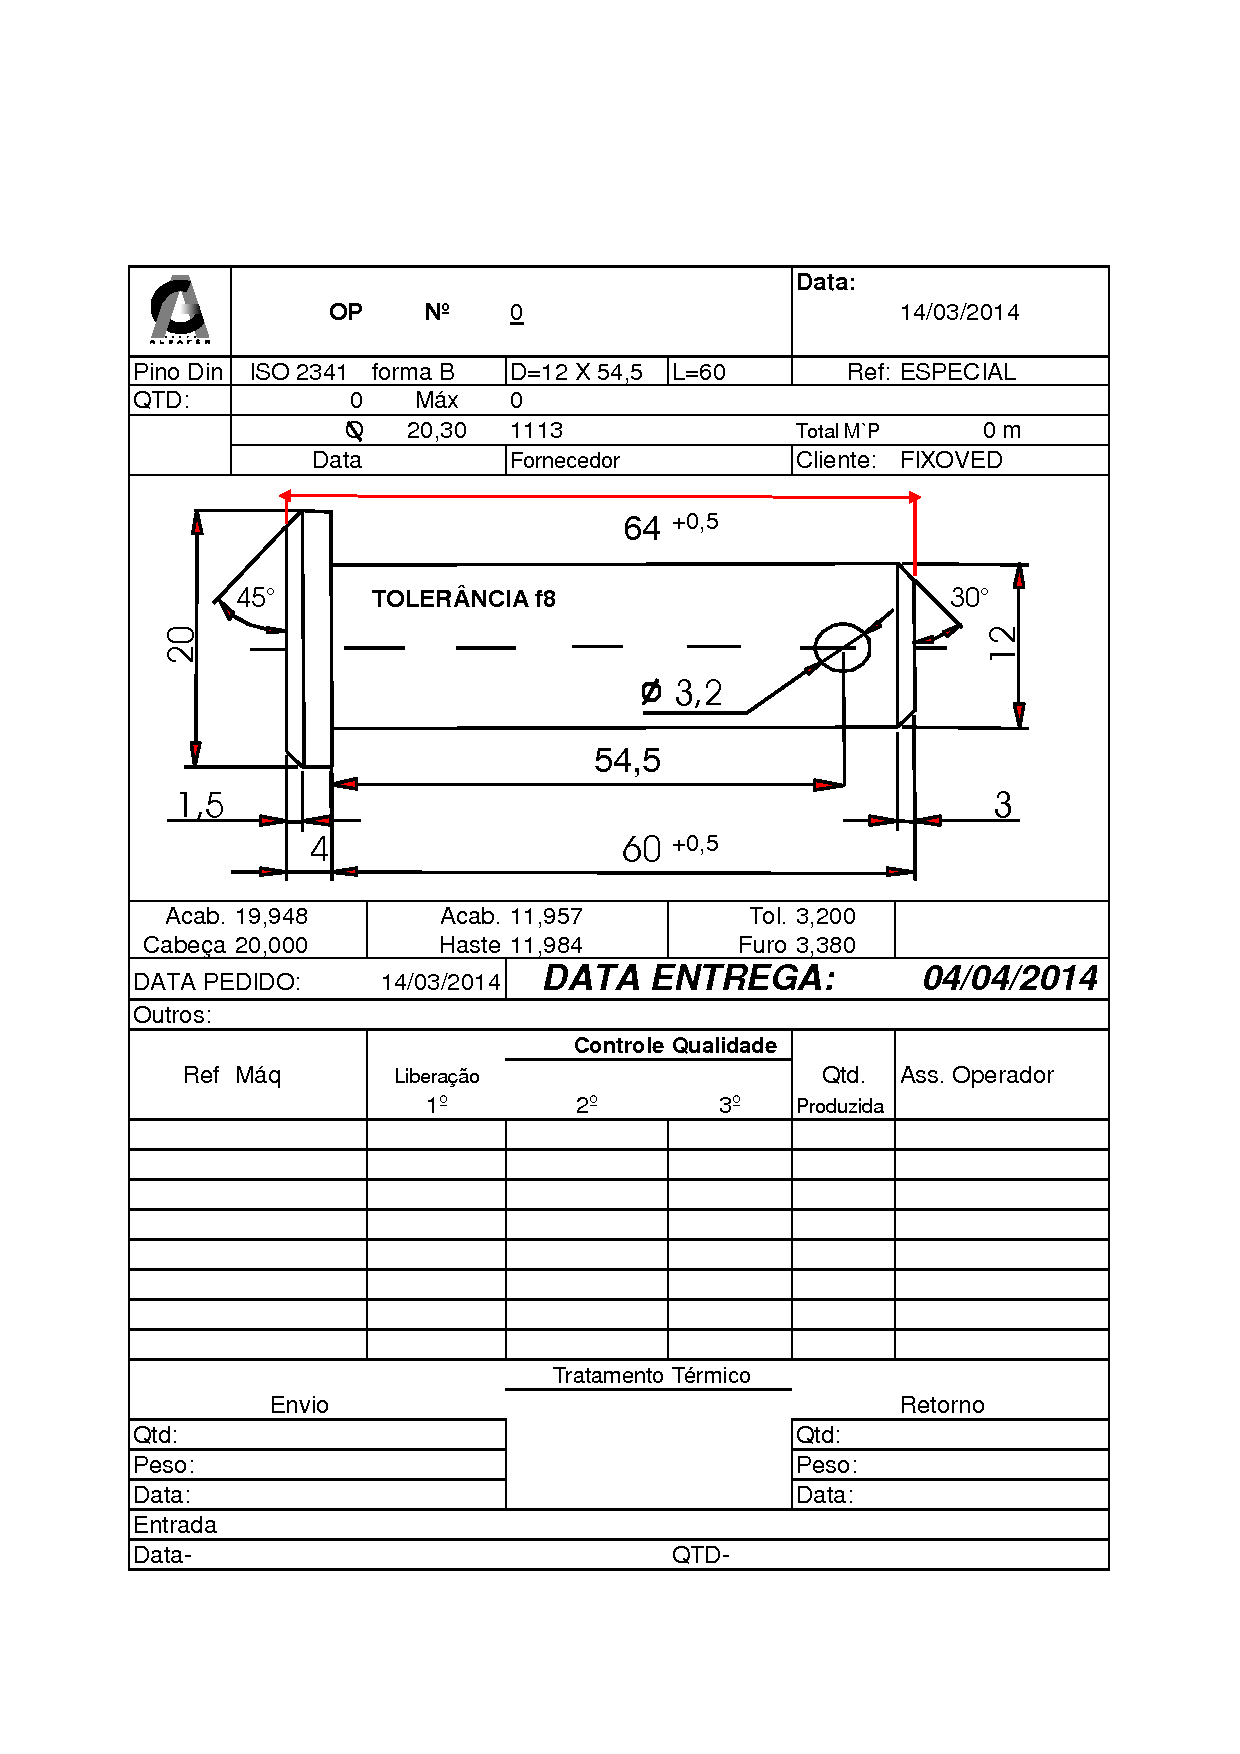 Data:
OP Nº 0 14/03/2014
ALBAFER
Pino Din ISO 2341 forma B D=12 X 54,5 L=60 Ref: ESPECIAL
QTD: 0 Máx 0
Ø 20,30 1113 Total M`P 0 m
Data Fornecedor Cliente: FIXOVED
64 +0,5
45° TOLERÂNCIA f8 30°
20 12
Ø 3,2
54,5
1,5 3
4 60 +0,5
Acab. 19,948 Acab. 11,957 Tol. 3,200
Cabeça 20,000 Haste 11,984 Furo 3,380
DATA PEDIDO: 14/03/2014 DATA ENTREGA: 04/04/2014
Outros:
Controle Qualidade
Ref Máq Liberação Qtd. Ass. Operador
1º 2º 3º Produzida
Tratamento Térmico
Envio Retorno
Qtd: Qtd:
Peso: Peso:
Data: Data:
Entrada
Data- QTD-